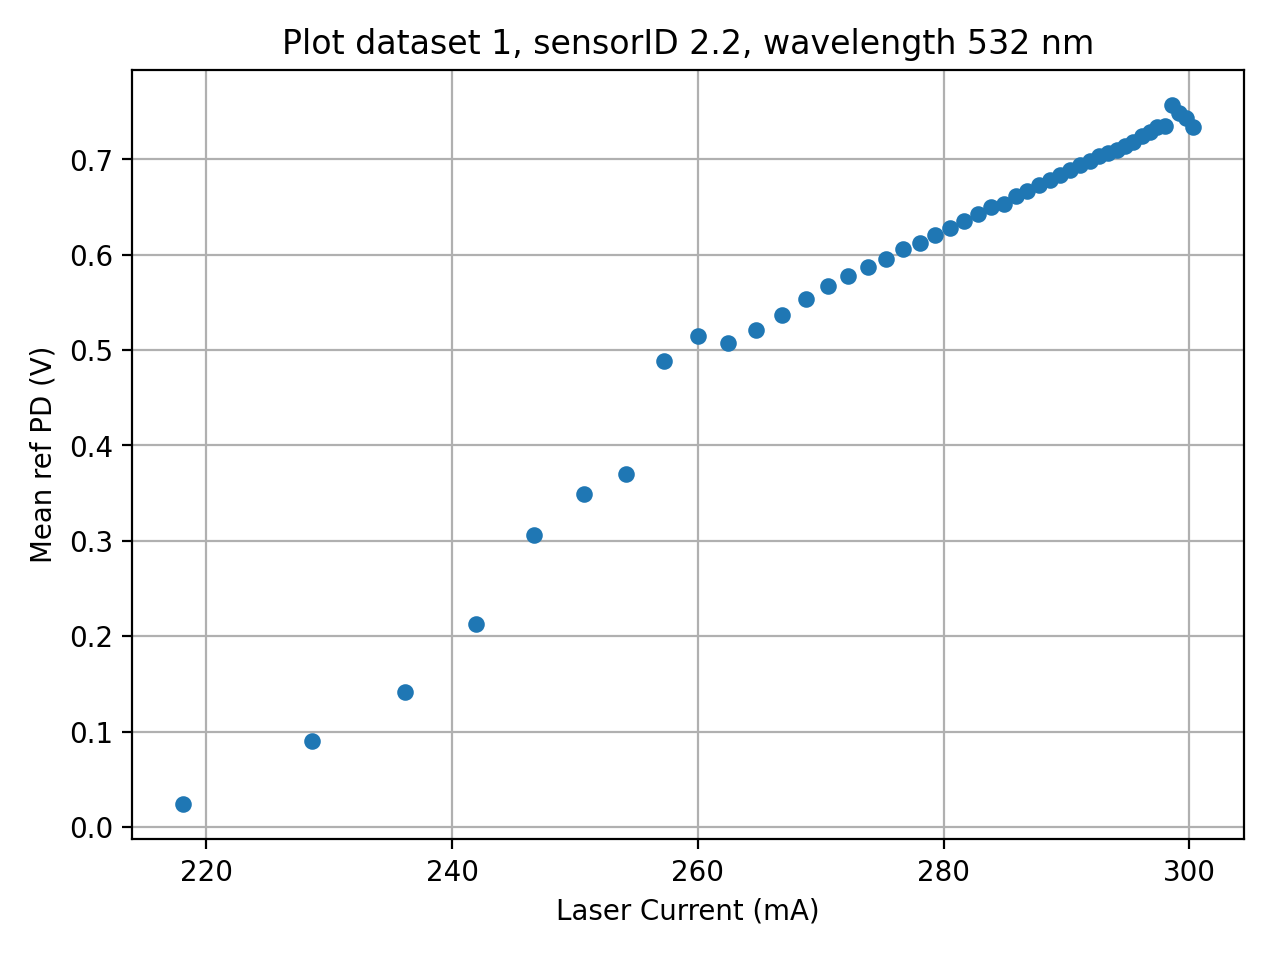 Plot dataset 1, sensorID 2.2, wavelength 532 nm
Mean ref PD (V)
0.7
0.6
0.5
0.4
0.3
0.2
0.1
0.0
220 240 260 280 300
Laser Current (mA)